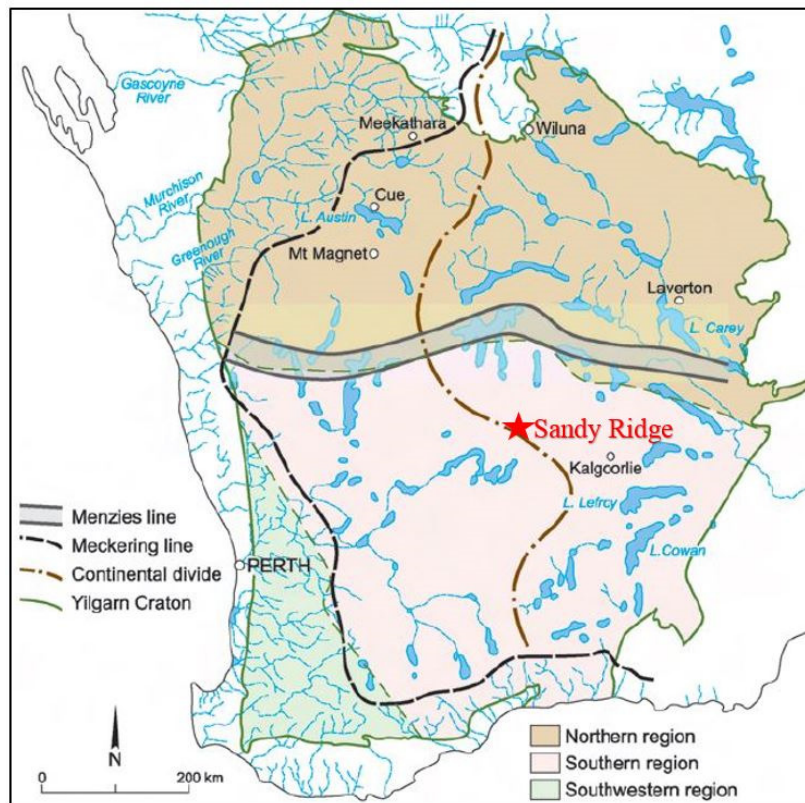 Gascoyne
River
Meekathara
Wiluna
Murchison
River
Cue
L. Austin
Greenough
River
Mt Magnet
Laverton
L. Carey
Sandy Ridge
Kalgoorlie
L. Lefroy
L.Cowan
Menzies line
Meckering line
PERTH
Continental divide
Yilgarn Craton
N
0 200 km
Northern region
Southern region
Southwestern region